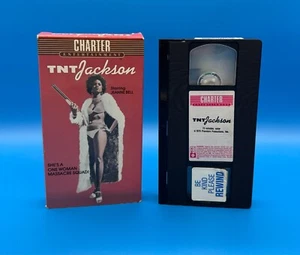 CHARTER
ENTERTAINMENT
TNT Jackson
Starring
JEANNE BELL
SHE'S A
ONE WOMAN
MASSACRE SQUAD!
CHARTER
ENTERTAINMENT
TNT Jackson
BE
KIND PLEASE
REWIND